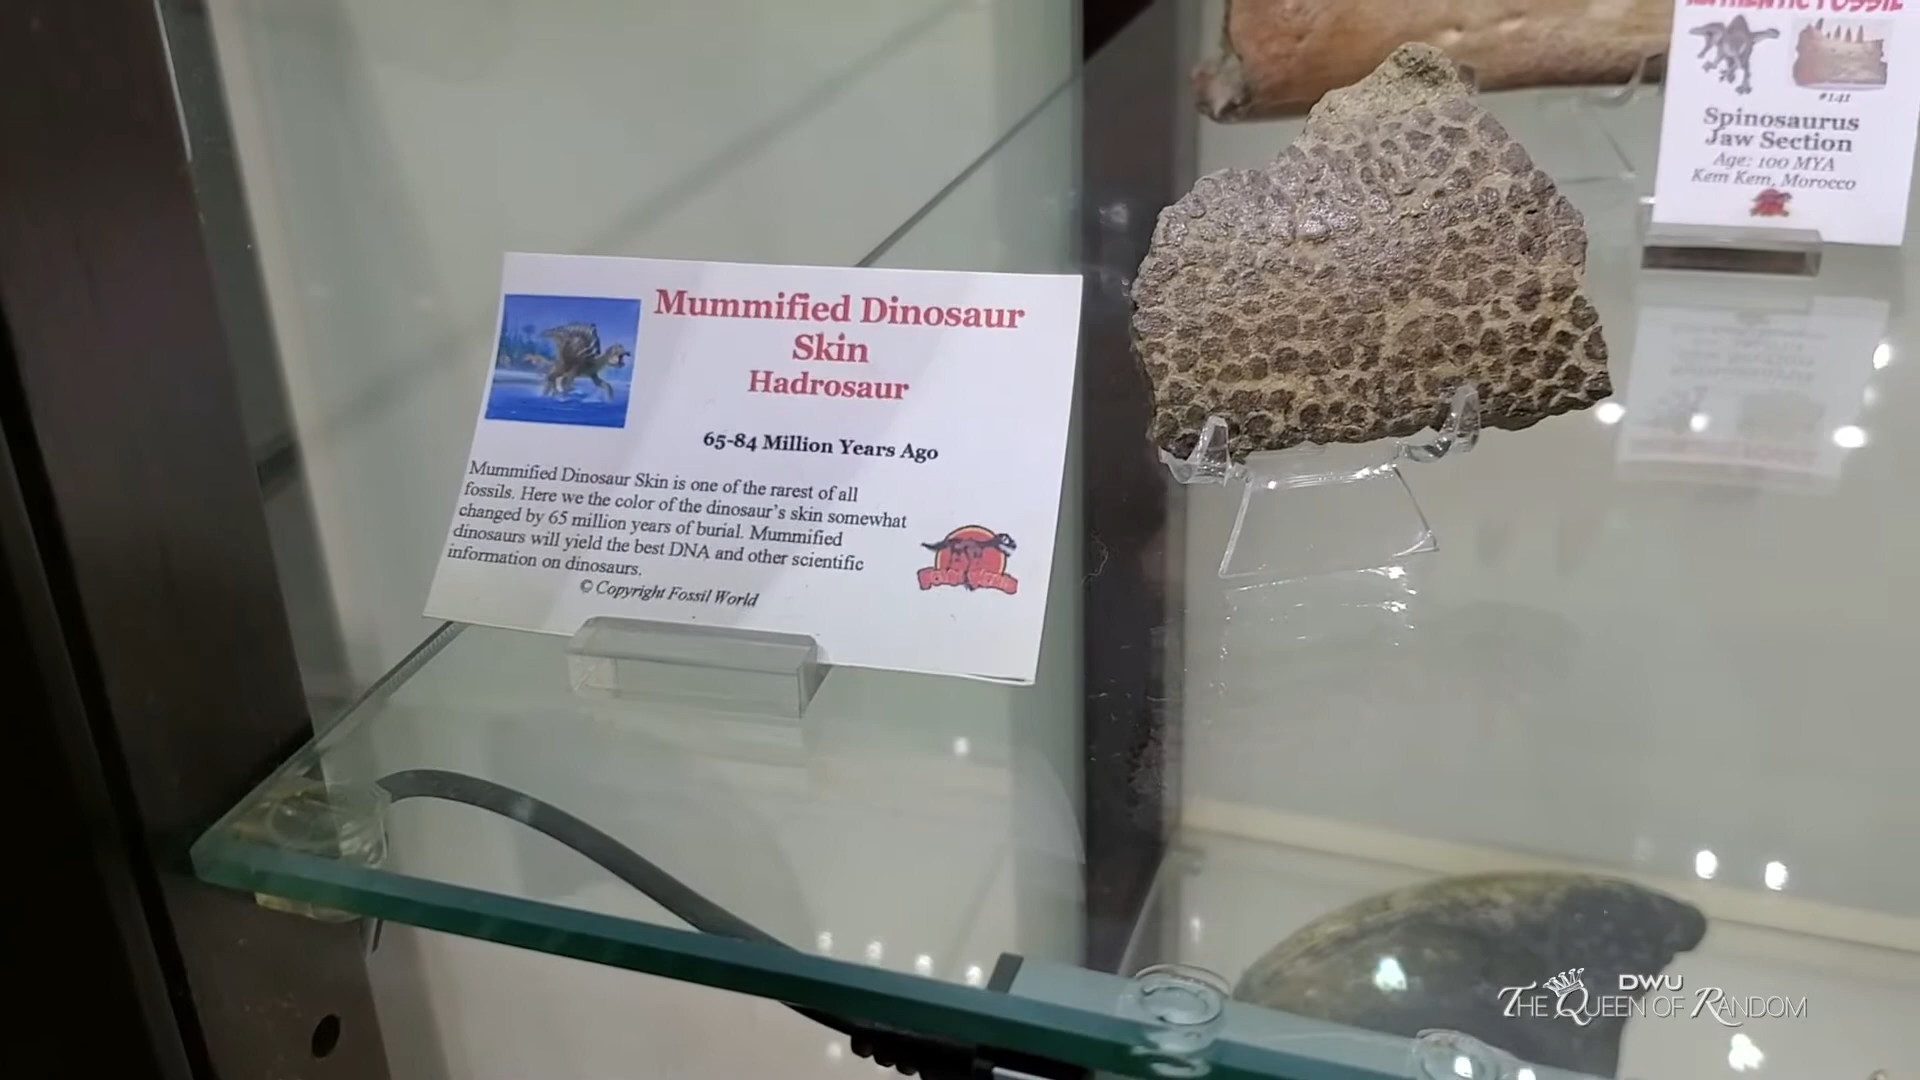 Mummified Dinosaur
Skin
Hadrosaur
65-84 Million Years Ago
Mummified Dinosaur Skin is one of the rarest of all
fossils. Here we the color of the dinosaur's skin somewhat
changed by 65 million years of burial. Mummified
dinosaurs will yield the best DNA and other scientific
information on dinosaurs.
© Copyright Fossil World
AUTHENTIC FOSSIL
#141
Spinosaurus
Jaw Section
Age: 100 MYA
Kem Kem, Morocco
DWU
THE QUEEN OF RANDOM